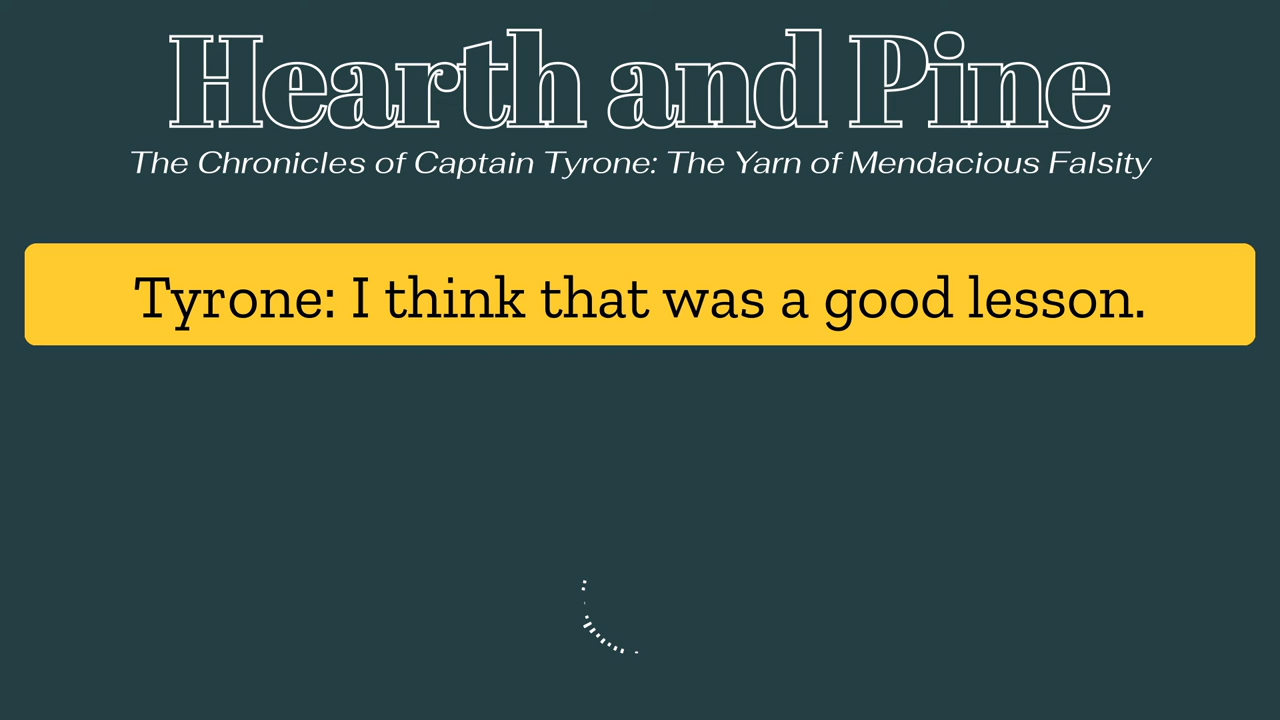 Hearth and Pine
The Chronicles of Captain Tyrone: The Yarn of Mendacious Falsity
Tyrone: I think that was a good lesson.